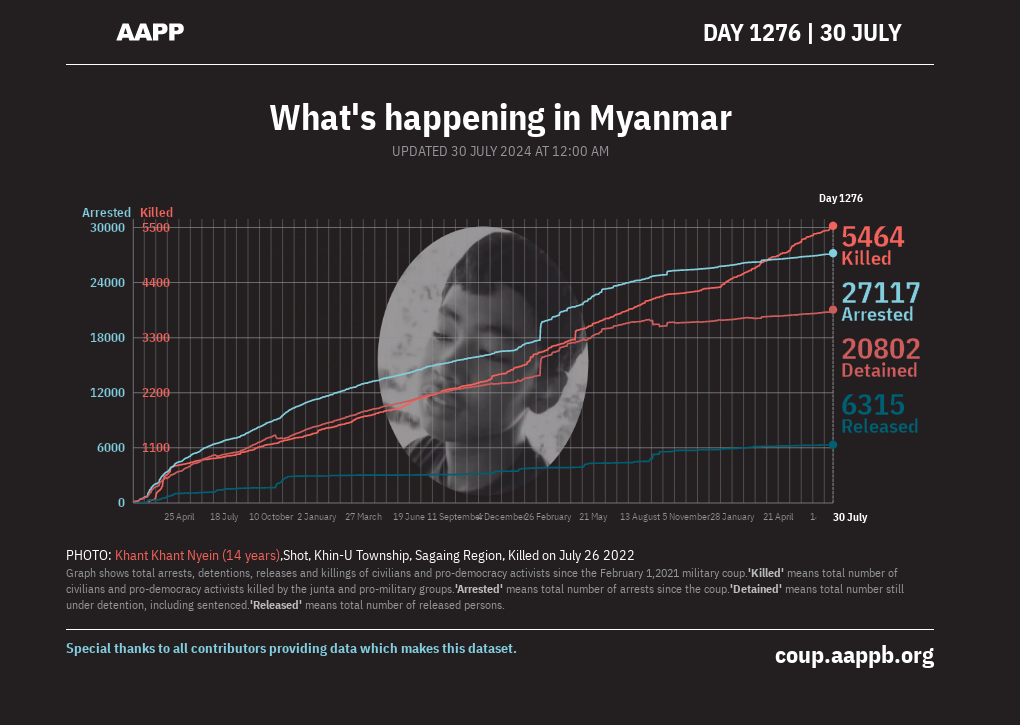 AAPP
DAY 1276 | 30 JULY
What's happening in Myanmar
UPDATED 30 JULY 2024 AT 12:00 AM
Day 1276
Arrested Killed
30000 5500
24000 4400
18000 3300
12000 2200
6000 1100
0
5464
Killed
27117
Arrested
20802
Detained
6315
Released
25 April 18 July 10 October 2 January 27 March 19 June 11 September 4 December 26 February 21 May 13 August 5 November 28 January 21 April 30 July
PHOTO: Khant Khant Nyein (14 years),Shot, Khin-U Township, Sagaing Region, Killed on July 26 2022
Graph shows total arrests, detentions, releases and killings of civilians and pro-democracy activists since the February 1,2021 military coup.'Killed' means total number of
civilians and pro-democracy activists killed by the junta and pro-military groups.'Arrested' means total number of arrests since the coup.'Detained' means total number still
under detention, including sentenced.'Released' means total number of released persons.
Special thanks to all contributors providing data which makes this dataset.
coup.aappb.org